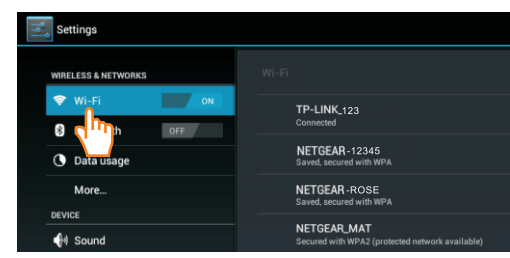 Settings
WIRELESS & NETWORKS
Wi-Fi ON
th OFF
Data usage
More...
DEVICE
Sound
Wi-Fi
TP-LINK_123
Connected
NETGEAR-12345
Saved, secured with WPA
NETGEAR-ROSE
Saved, secured with WPA
NETGEAR_MAT
Secured with WPA2 (protected network available)